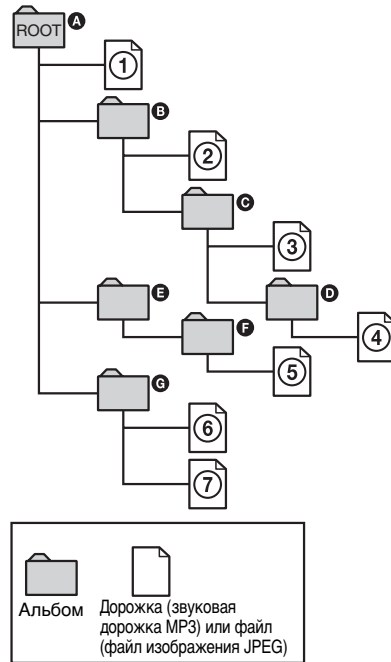 ROOT A
1
B
2
C
3
E
D
F
4
5
G
6
7
Альбом
Дорожка (звуковая
дорожка MP3) или файл
(файл изображения JPEG)